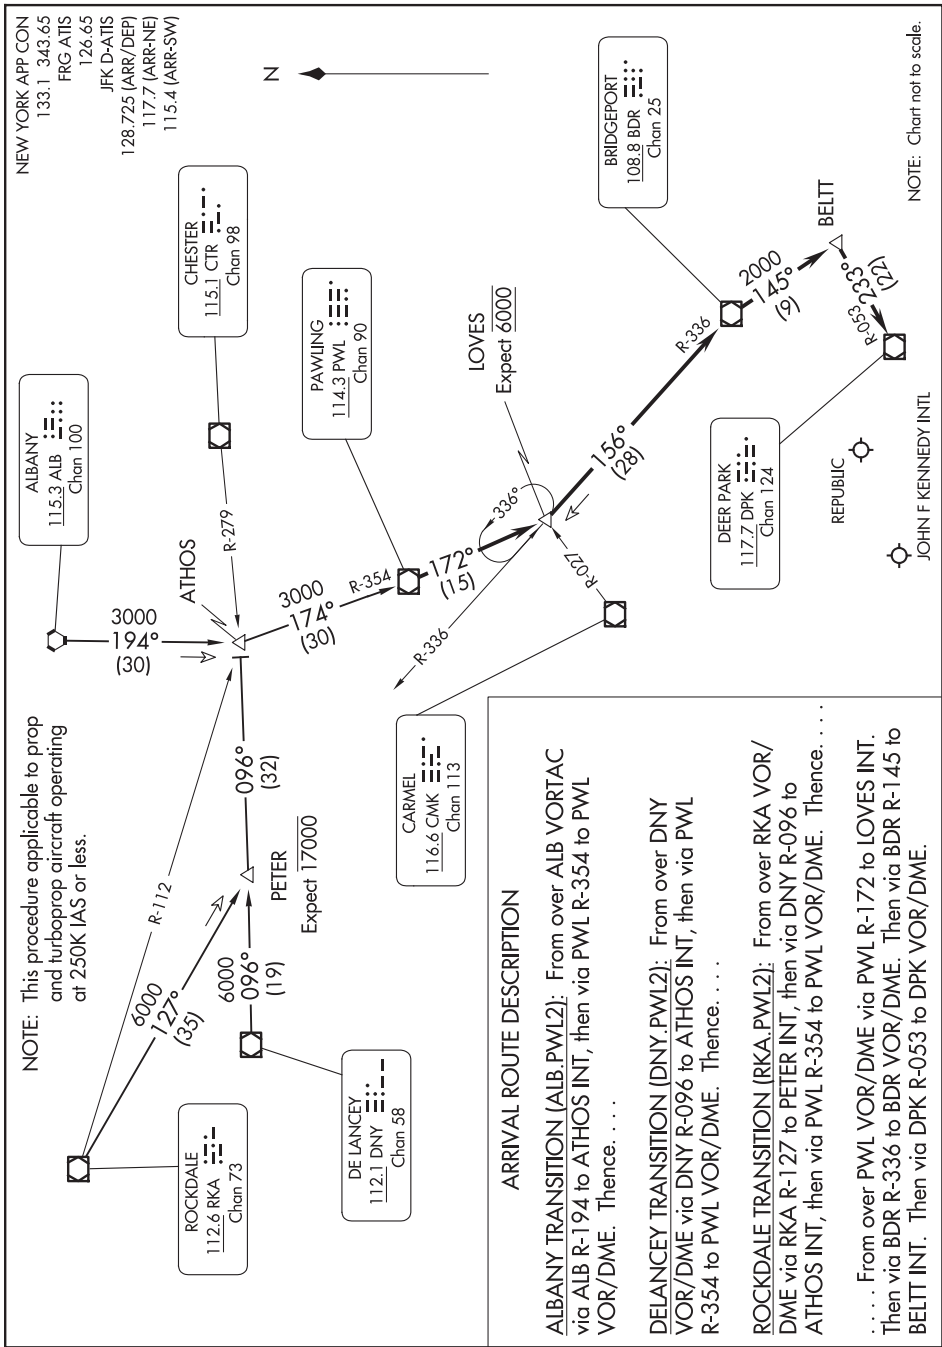 NEW YORK APP CON
133.1 343.65
FRG ATIS
126.65
JFK D-ATIS
128.725 (ARR/DEP)
117.7 (ARR-NE)
115.4 (ARR-SW)
N
NOTE: This procedure applicable to prop
and turboprop aircraft operating
at 250K IAS or less.
ALBANY
115.3 ALB
Chan 100
CHESTER
115.1 CTR
Chan 98
R-279
ATHOS
3000
194°
(30)
3000
174°
(30)
R-354
PAWLING
114.3 PWL
Chan 90
ROCKDALE
112.6 RKA
Chan 73
R-112
6000
127°
(35)
DE LANCEY
112.1 DNY
Chan 58
6000
096°
(19)
PETER
Expect 17000
096°
(32)
172°
(15)
336°
R-336
LOVES
Expect 6000
R-027
CARMEL
116.6 CMK
Chan 113
156°
(28)
R-336
BRIDGEPORT
108.8 BDR
Chan 25
2000
145°
(9)
BELTT
233°
(22)
R-053
DEER PARK
117.7 DPK
Chan 124
REPUBLIC
JOHN F KENNEDY INTL
NOTE: Chart not to scale.
ARRIVAL ROUTE DESCRIPTION
ALBANY TRANSITION (ALB.PWL2): From over ALB VORTAC
via ALB R-194 to ATHOS INT, then via PWL R-354 to PWL
VOR/DME. Thence. . . .
DELANCEY TRANSITION (DNY.PWL2): From over DNY
VOR/DME via DNY R-096 to ATHOS INT, then via PWL
R-354 to PWL VOR/DME. Thence. . . .
ROCKDALE TRANSITION (RKA.PWL2): From over RKA VOR/
DME via RKA R-127 to PETER INT, then via DNY R-096 to
ATHOS INT, then via PWL R-354 to PWL VOR/DME. Thence. . . .
. . . . From over PWL VOR/DME via PWL R-172 to LOVES INT.
Then via BDR R-336 to BDR VOR/DME. Then via BDR R-145 to
BELTT INT. Then via DPK R-053 to DPK VOR/DME.